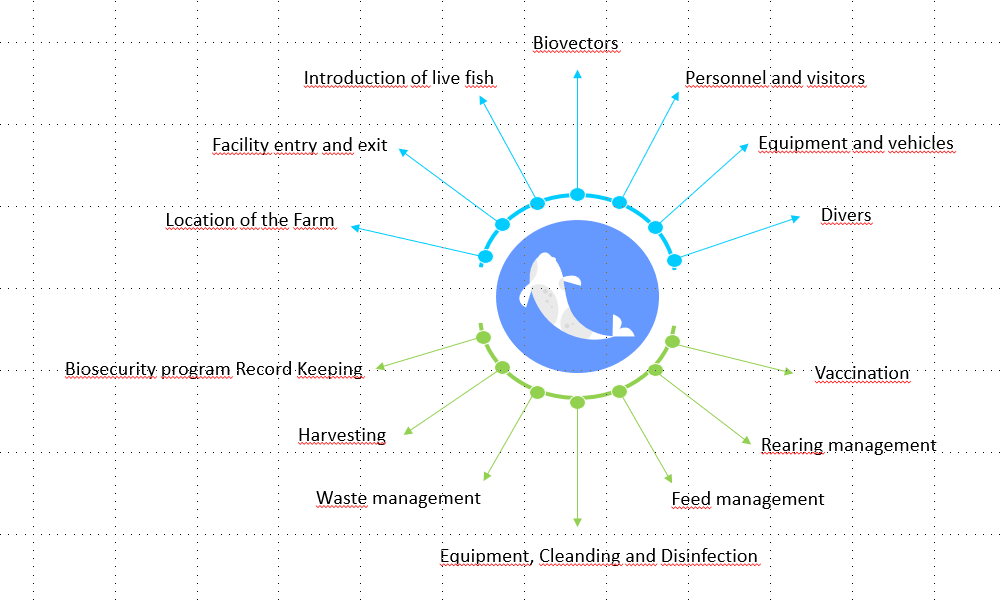 Biovectors
Introduction of live fish
Personnel and visitors
Facility entry and exit
Equipment and vehicles
Location of the Farm
Divers
Biosecurity program Record Keeping
Vaccination
Harvesting
Rearing management
Waste management
Feed management
Equipment, Cleanding and Disinfection